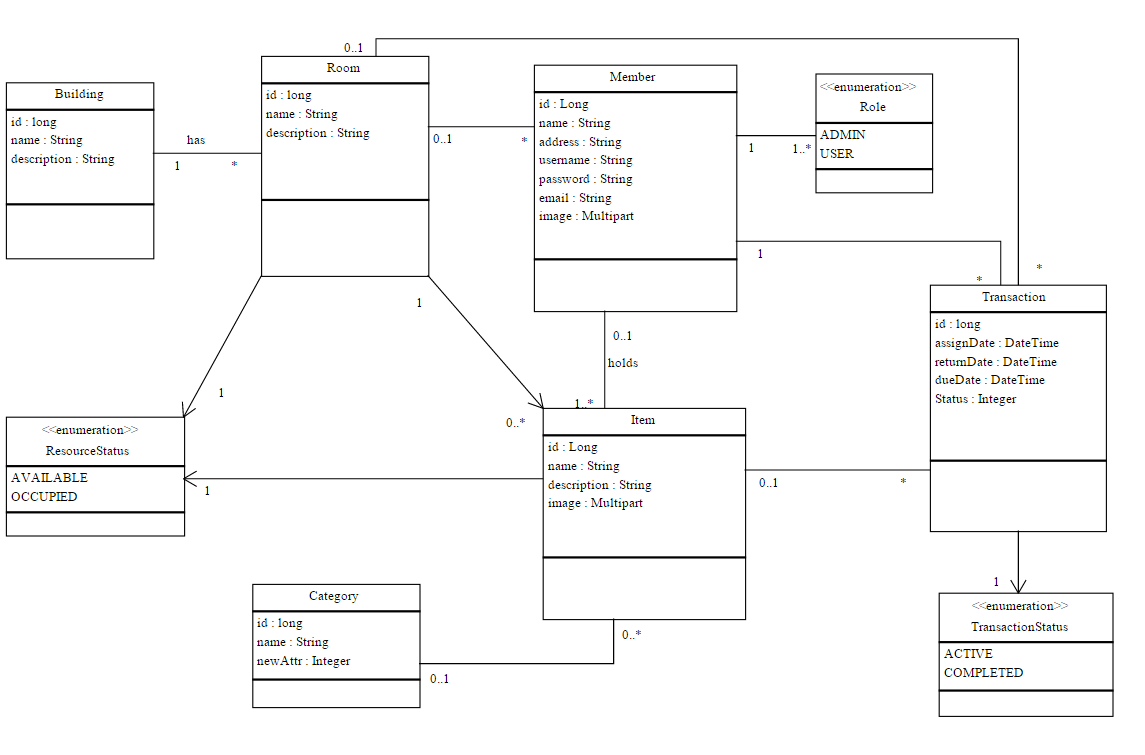 0..1
Room
id : long
name : String
description : String
Building
id : long
name : String
description : String
has
1
*
0..1
*
Member
id : Long
name : String
address : String
username : String
password : String
email : String
image : Multipart
<<enumeration>>
Role
ADMIN
USER
1
1..*
1
*
*
Transaction
id : long
assignDate : DateTime
returnDate : DateTime
dueDate : DateTime
Status : Integer
1
0..1
holds
1..*
1
0..*
<<enumeration>>
ResourceStatus
AVAILABLE
OCCUPIED
1
Item
id : Long
name : String
description : String
image : Multipart
0..1
*
Category
id : long
name : String
newAttr : Integer
0..*
0..1
1
<<enumeration>>
TransactionStatus
ACTIVE
COMPLETED